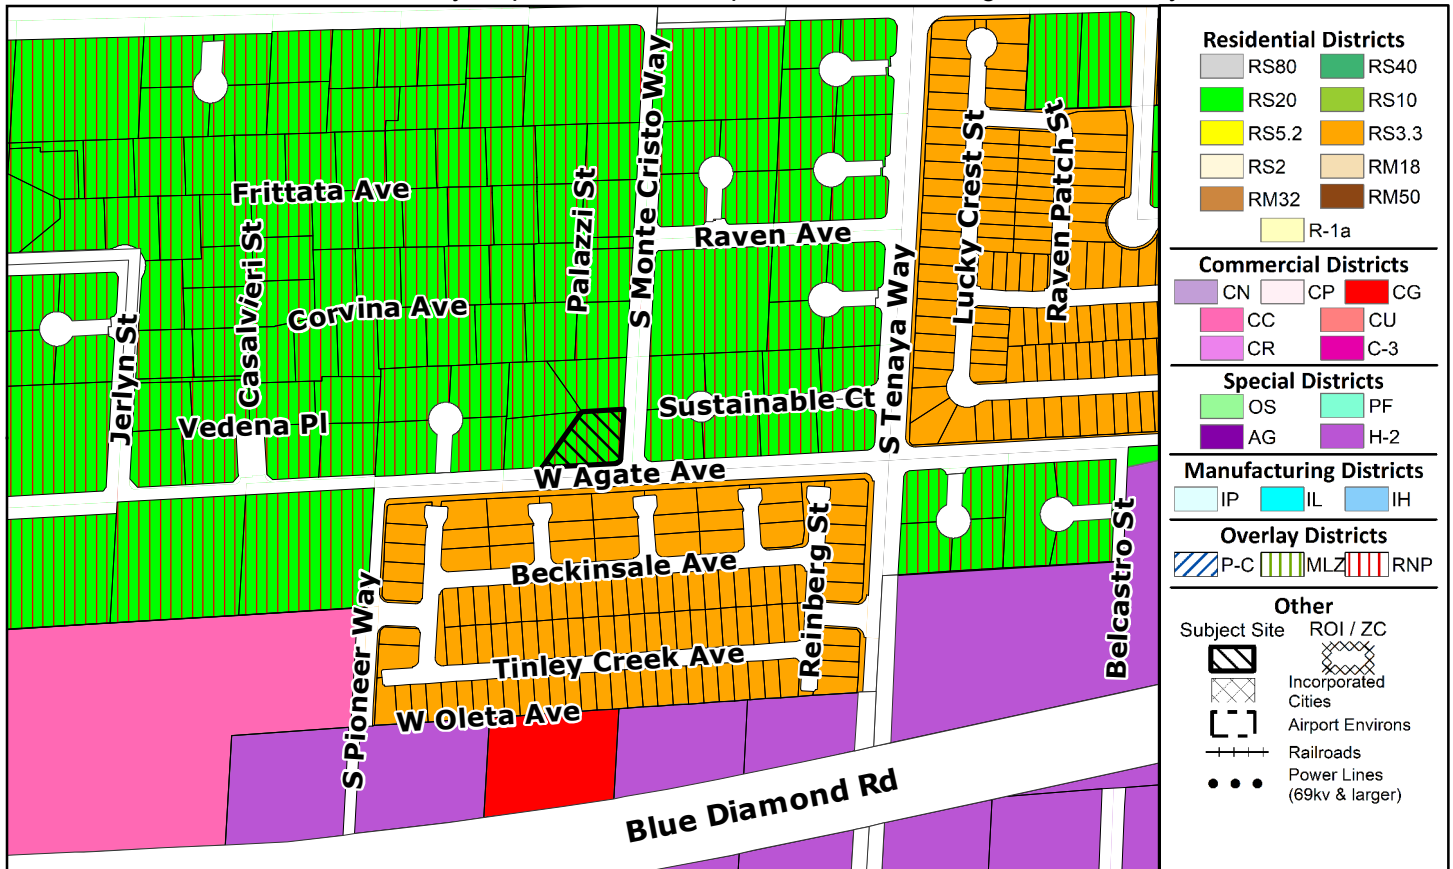 Frittata Ave
Palazzi St
S Monte Cristo Way
Raven Ave
Lucky Crest St
Raven Patch St
S Tenaya Way
Casalvieri St
Corvina Ave
Jerlyn St
Vedena Pl
Sustainable Ct
W Agate Ave
Beckinsale Ave
Reinberg St
Tinley Creek Ave
W Oleta Ave
S Pioneer Way
Belcastro St
Blue Diamond Rd
Residential Districts
RS80 RS40
RS20 RS10
RS5.2 RS3.3
RS2 RM18
RM32 RM50
R-1a
Commercial Districts
CN CP CG
CC CU
CR C-3
Special Districts
OS PF
AG H-2
Manufacturing Districts
IP IL IH
Overlay Districts
P-C MLZ RNP
Other
Subject Site ROI / ZC
Incorporated
Cities
Airport Environs
Railroads
Power Lines
(69kv & larger)